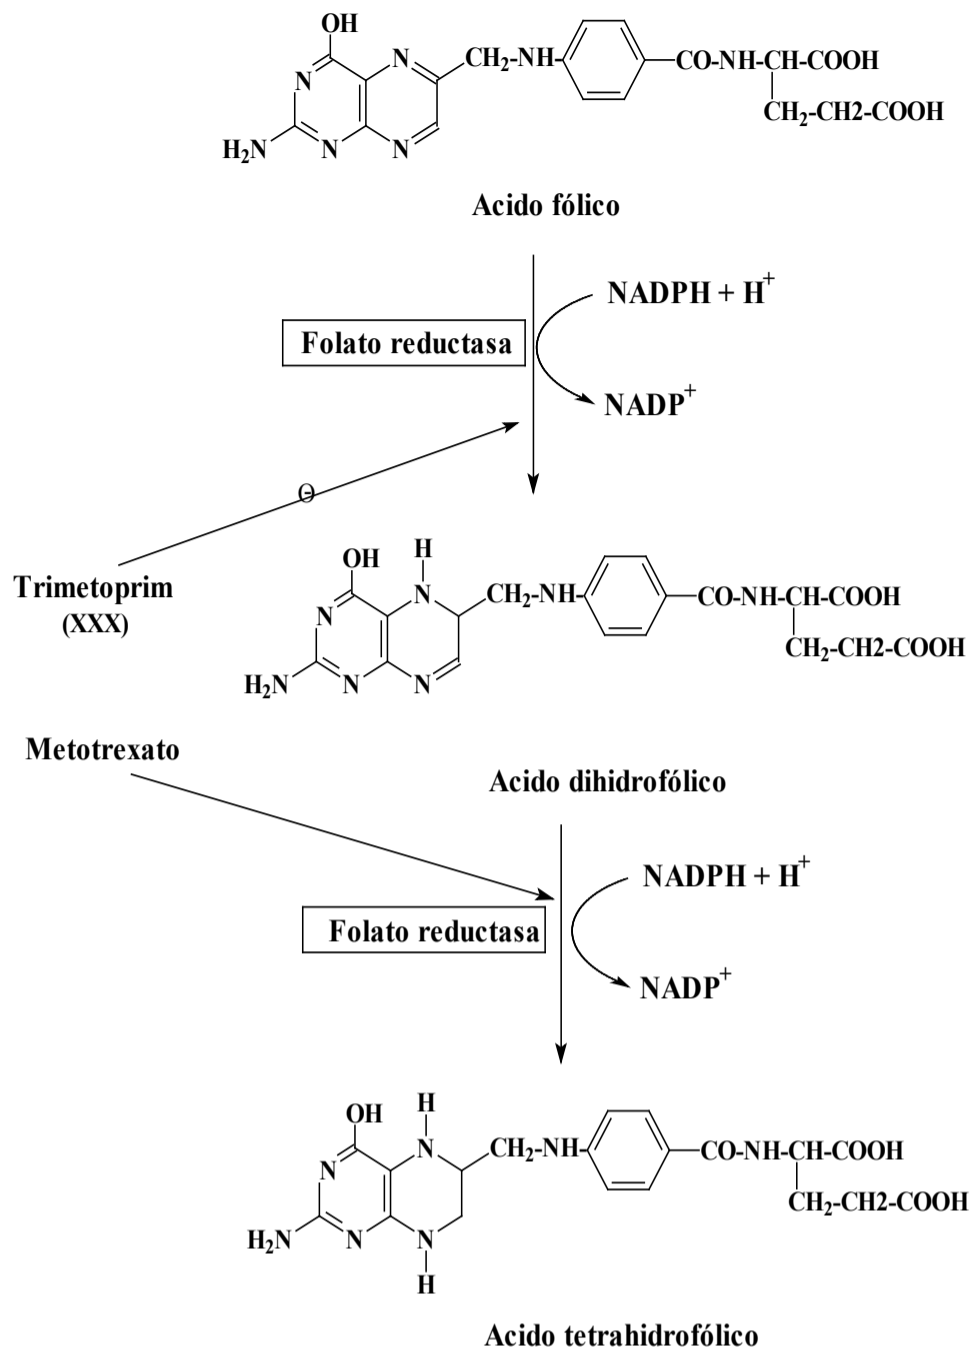 OH
N N CH2-NH CO-NH-CH-COOH
CH2-CH2-COOH
H2N N N
Acido fólico
NADPH + H+
Folato reductasa
NADP+
Θ
H
OH
Trimetoprim
N N CH2-NH CO-NH-CH-COOH
(XXX)
CH2-CH2-COOH
H2N N N
Metotrexato
Acido dihidrofólico
NADPH + H+
Folato reductasa
NADP+
H
OH
N N CH2-NH CO-NH-CH-COOH
CH2-CH2-COOH
H2N N N
H
Acido tetrahidrofólico